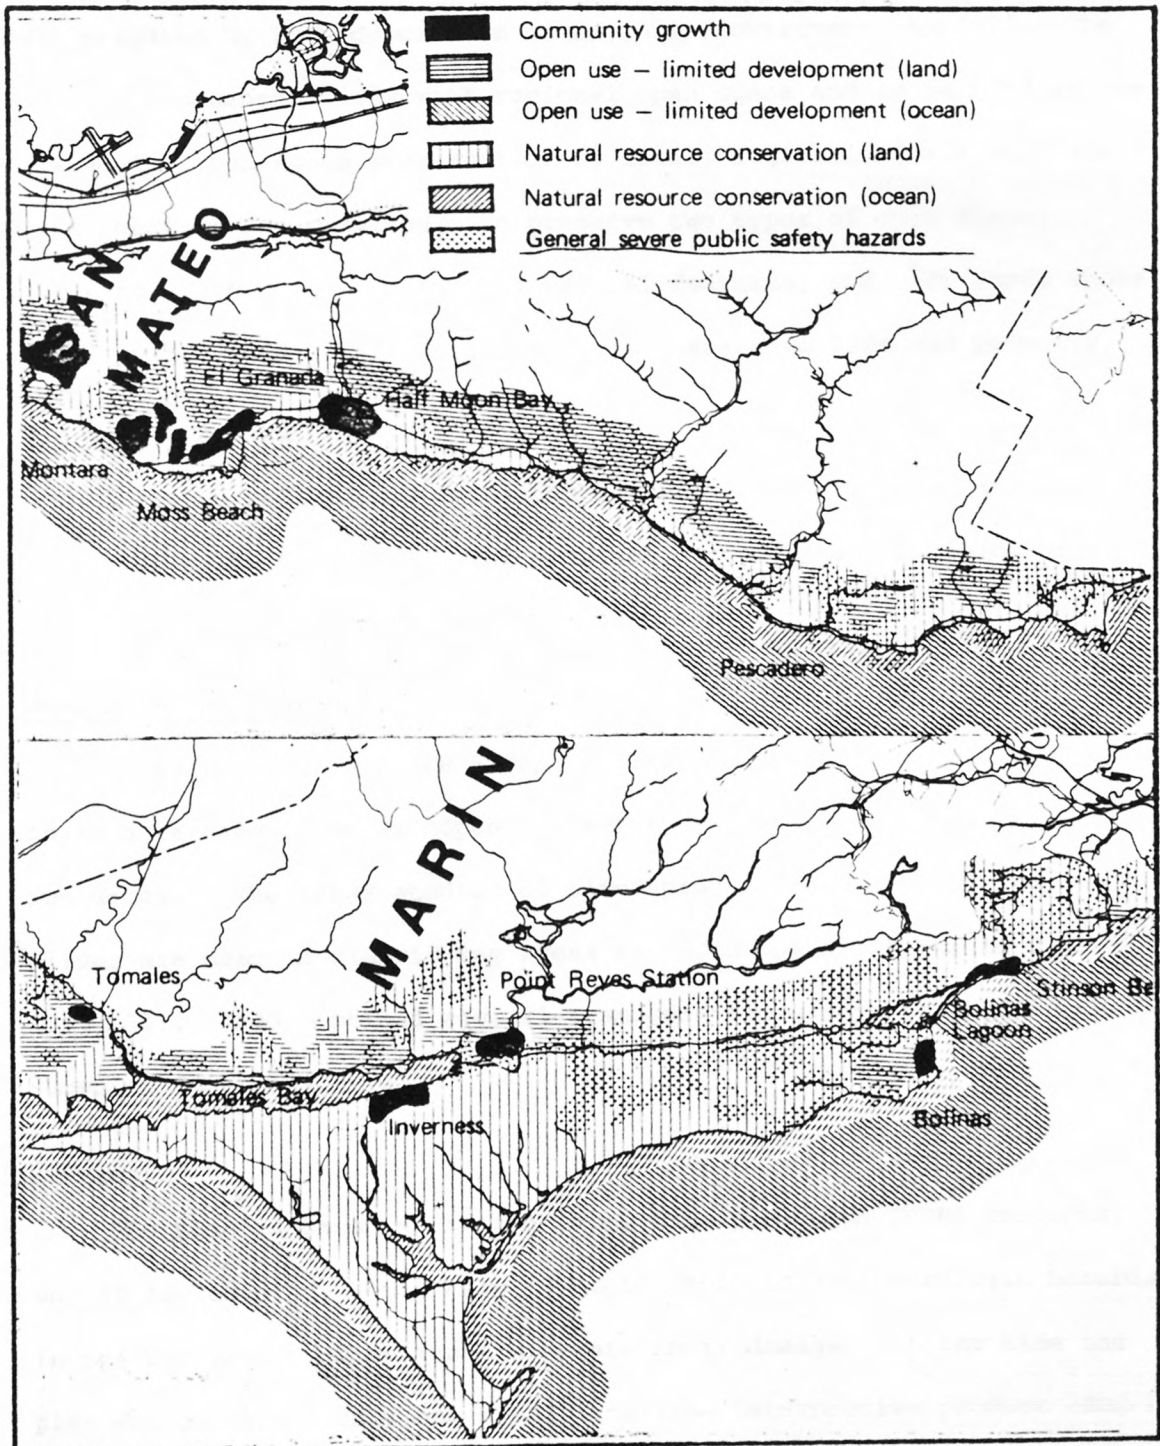 Community growth
Open use – limited development (land)
Open use – limited development (ocean)
Natural resource conservation (land)
Natural resource conservation (ocean)
General severe public safety hazards
SAN
MATEO
El Granada
Half Moon Bay
Montara
Moss Beach
Pescadero
MARIN
Tomales
Point Reyes Station
Stinson Be
Bolinas
Lagoon
Tomales Bay
Inverness
Bolinas